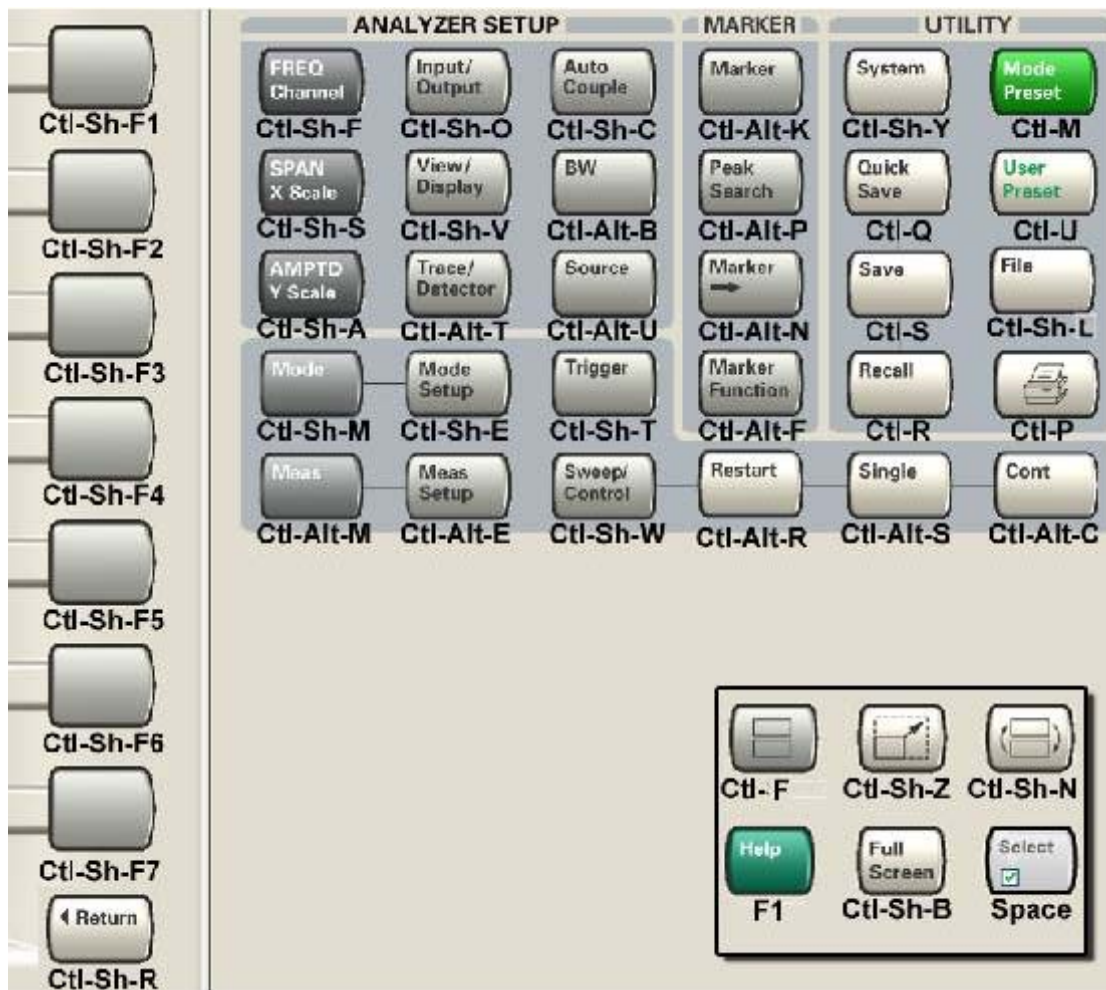 ANALYZER SETUP MARKER UTILITY
FREQ Channel
Input/ Output
Auto Couple
Marker
System
Mode Preset
Ctl-Sh-F1
Ctl-Sh-F Ctl-Sh-O Ctl-Sh-C Ctl-Alt-K Ctl-Sh-Y Ctl-M
SPAN X Scale
View/ Display
BW
Peak Search
Quick Save
User Preset
Ctl-Sh-F2
Ctl-Sh-S Ctl-Sh-V Ctl-Alt-B Ctl-Alt-P Ctl-Q Ctl-U
AMPTD Y Scale
Trace/ Detector
Source
Marker
Save
File
Ctl-Sh-A Ctl-Alt-T Ctl-Alt-U Ctl-Alt-N Ctl-S Ctl-Sh-L
Ctl-Sh-F3
Mode
Mode Setup
Trigger
Marker Function
Recall
Ctl-Sh-M Ctl-Sh-E Ctl-Sh-T Ctl-Alt-F Ctl-R Ctl-P
Meas
Meas Setup
Sweep/ Control
Restart
Single
Cont
Ctl-Sh-F4
Ctl-Alt-M Ctl-Alt-E Ctl-Sh-W Ctl-Alt-R Ctl-Alt-S Ctl-Alt-C
Ctl-Sh-F5
Ctl-Sh-F6
Ctl-F Ctl-Sh-Z Ctl-Sh-N
Ctl-Sh-F7
Help
Full Screen
Select
F1 Ctl-Sh-B Space
Return
Ctl-Sh-R